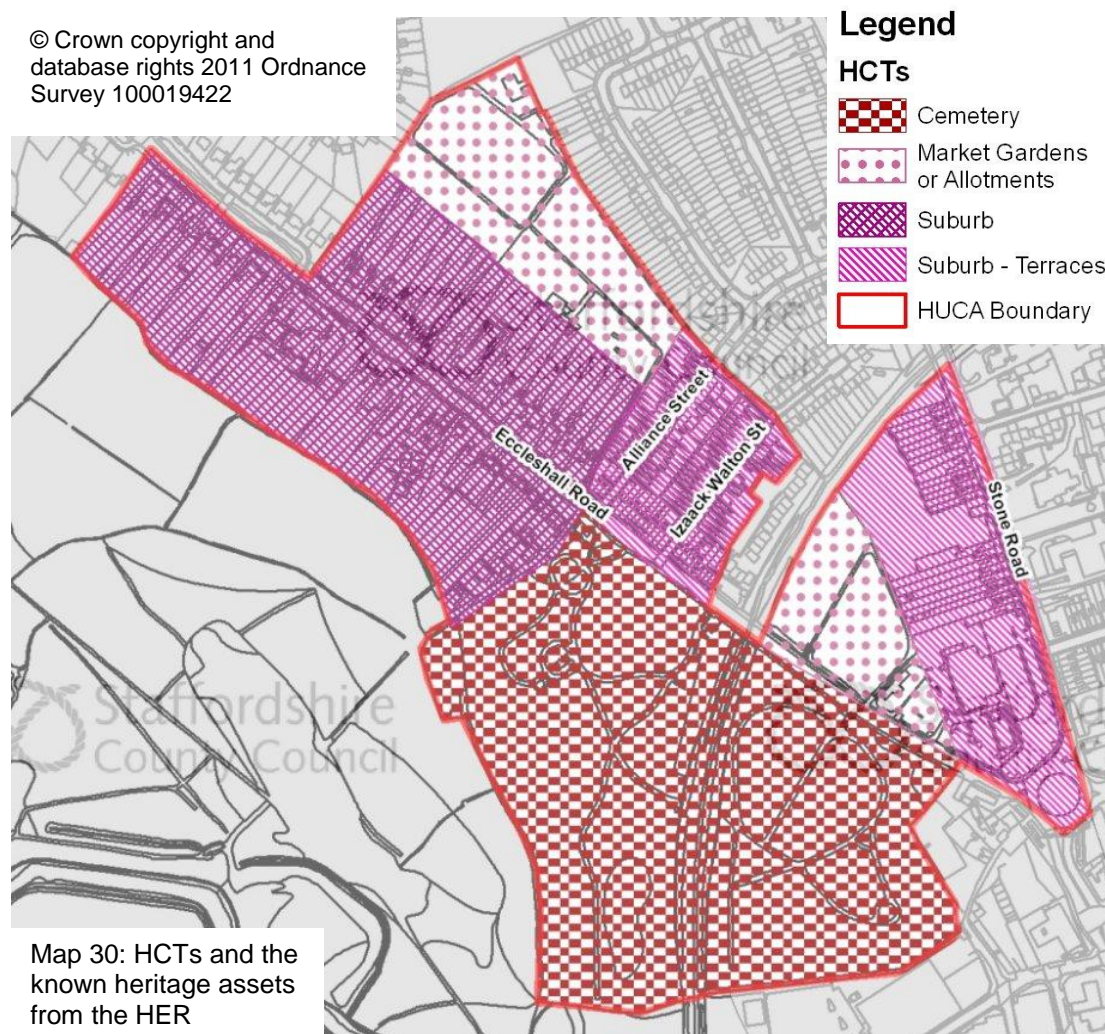 © Crown copyright and
database rights 2011 Ordnance
Survey 100019422
Legend
HCTs
Cemetery
Market Gardens
or Allotments
Suburb
Suburb - Terraces
HUCA Boundary
Alliance Street
Izaack Walton St
Eccleshall Road
Stone Road
Staffordshire
County Council
Map 30: HCTs and the
known heritage assets
from the HER